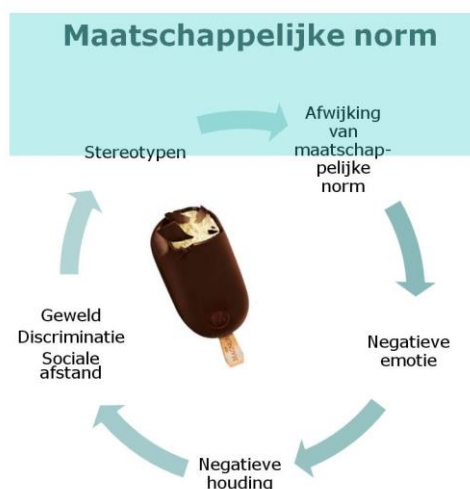 Maatschappelijke norm
Afwijking
van
maatschap-
pelijke
norm
Negatieve
emotie
Negatieve
houding
Geweld
Discriminatie
Sociale
afstand
Stereotypen